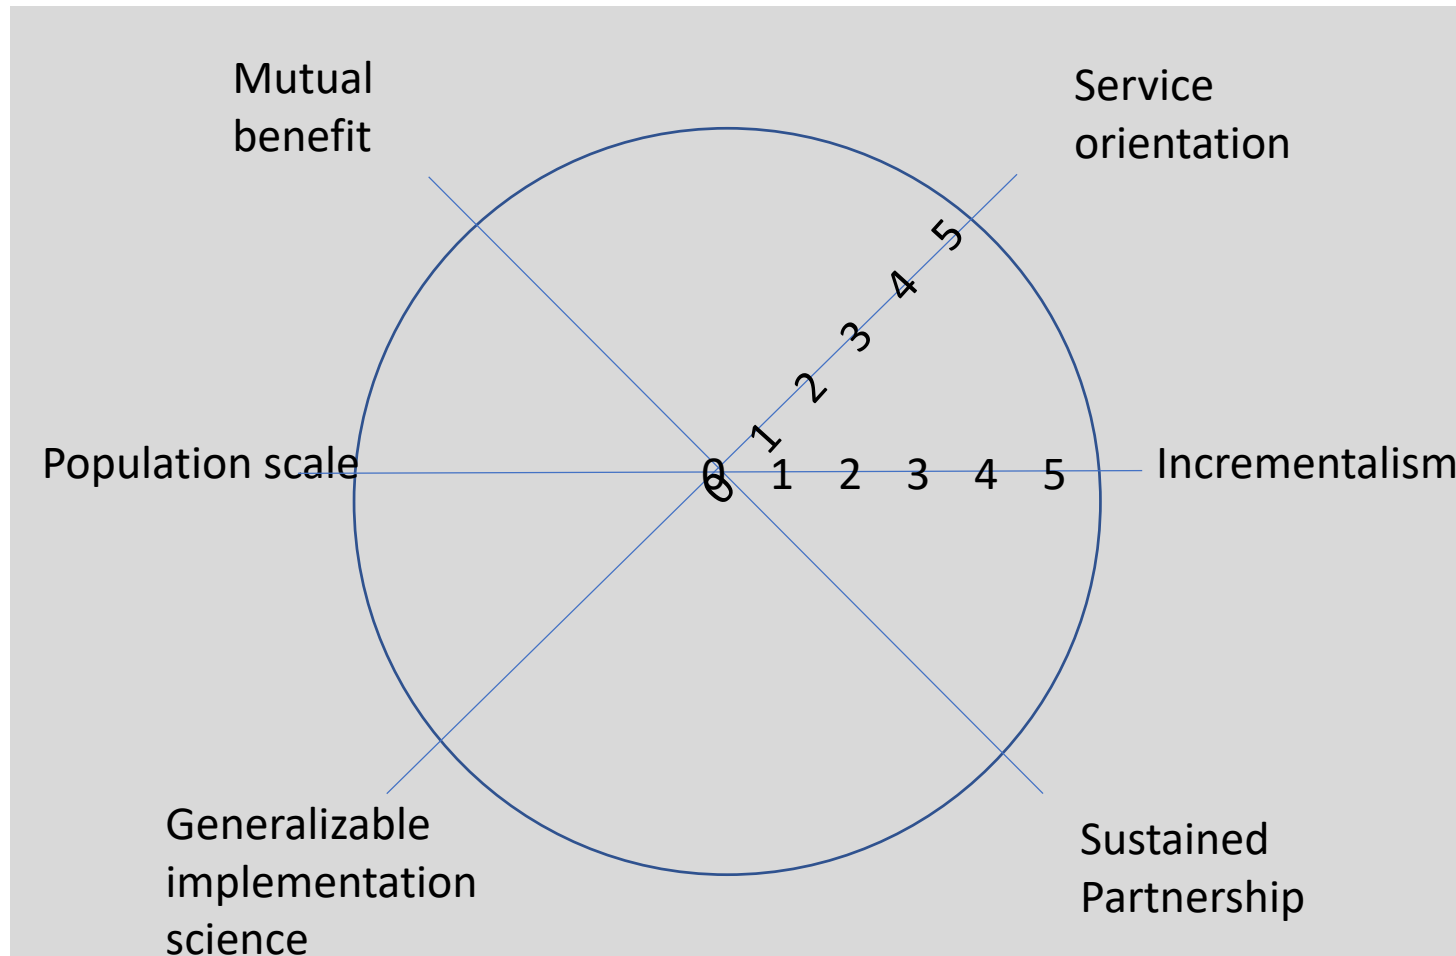 Mutual
benefit
Service
orientation
5
4
3
2
1
0
Population scale
0 1 2 3 4 5
Incrementalism
Generalizable
implementation
science
Sustained
Partnership